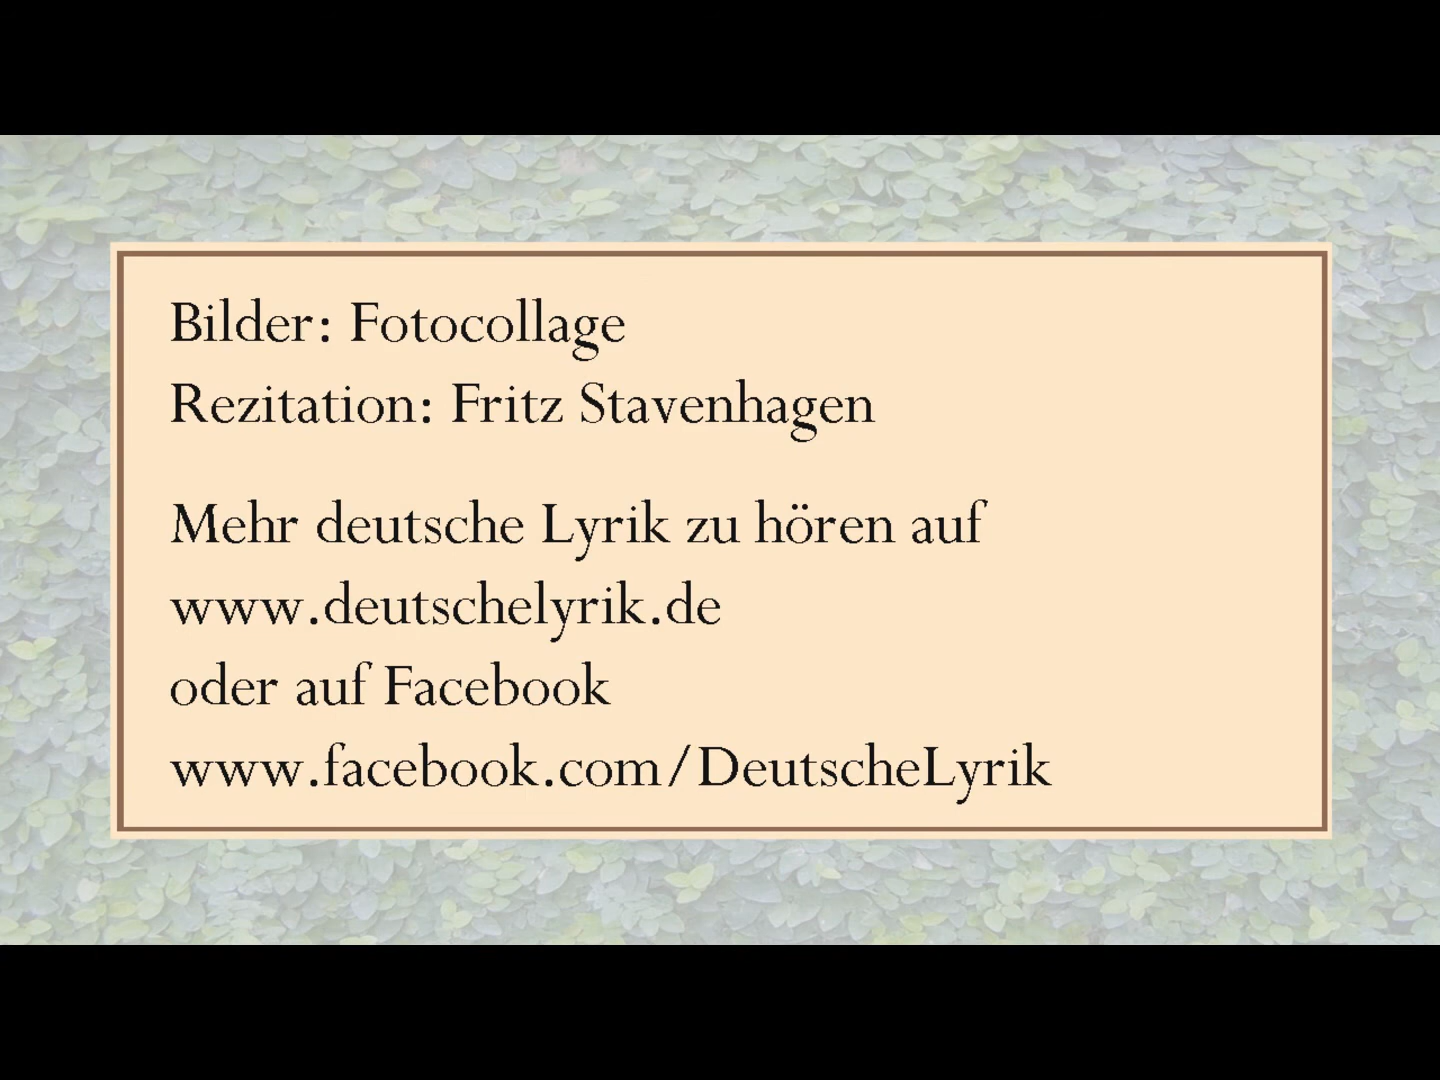 Bilder: Fotocollage
Rezitation: Fritz Stavenhagen
Mehr deutsche Lyrik zu hören auf
www.deutschelyrik.de
oder auf Facebook
www.facebook.com/DeutscheLyrik